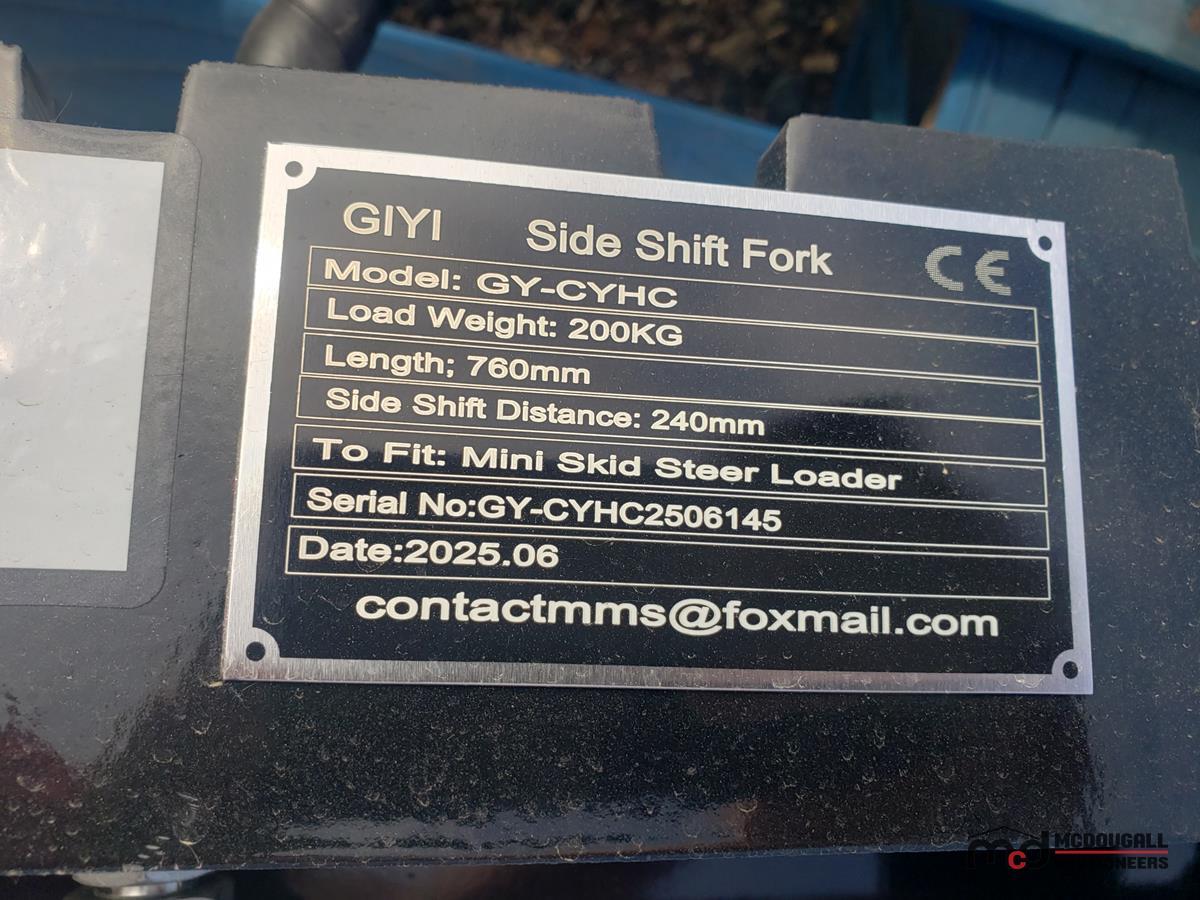 GIYI Side Shift Fork CE
Model: GY-CYHC
Load Weight: 200KG
Length; 760mm
Side Shift Distance: 240mm
To Fit: Mini Skid Steer Loader
Serial No:GY-CYHC2506145
Date:2025.06
contactmms@foxmail.com
mcd MCDOUGALL